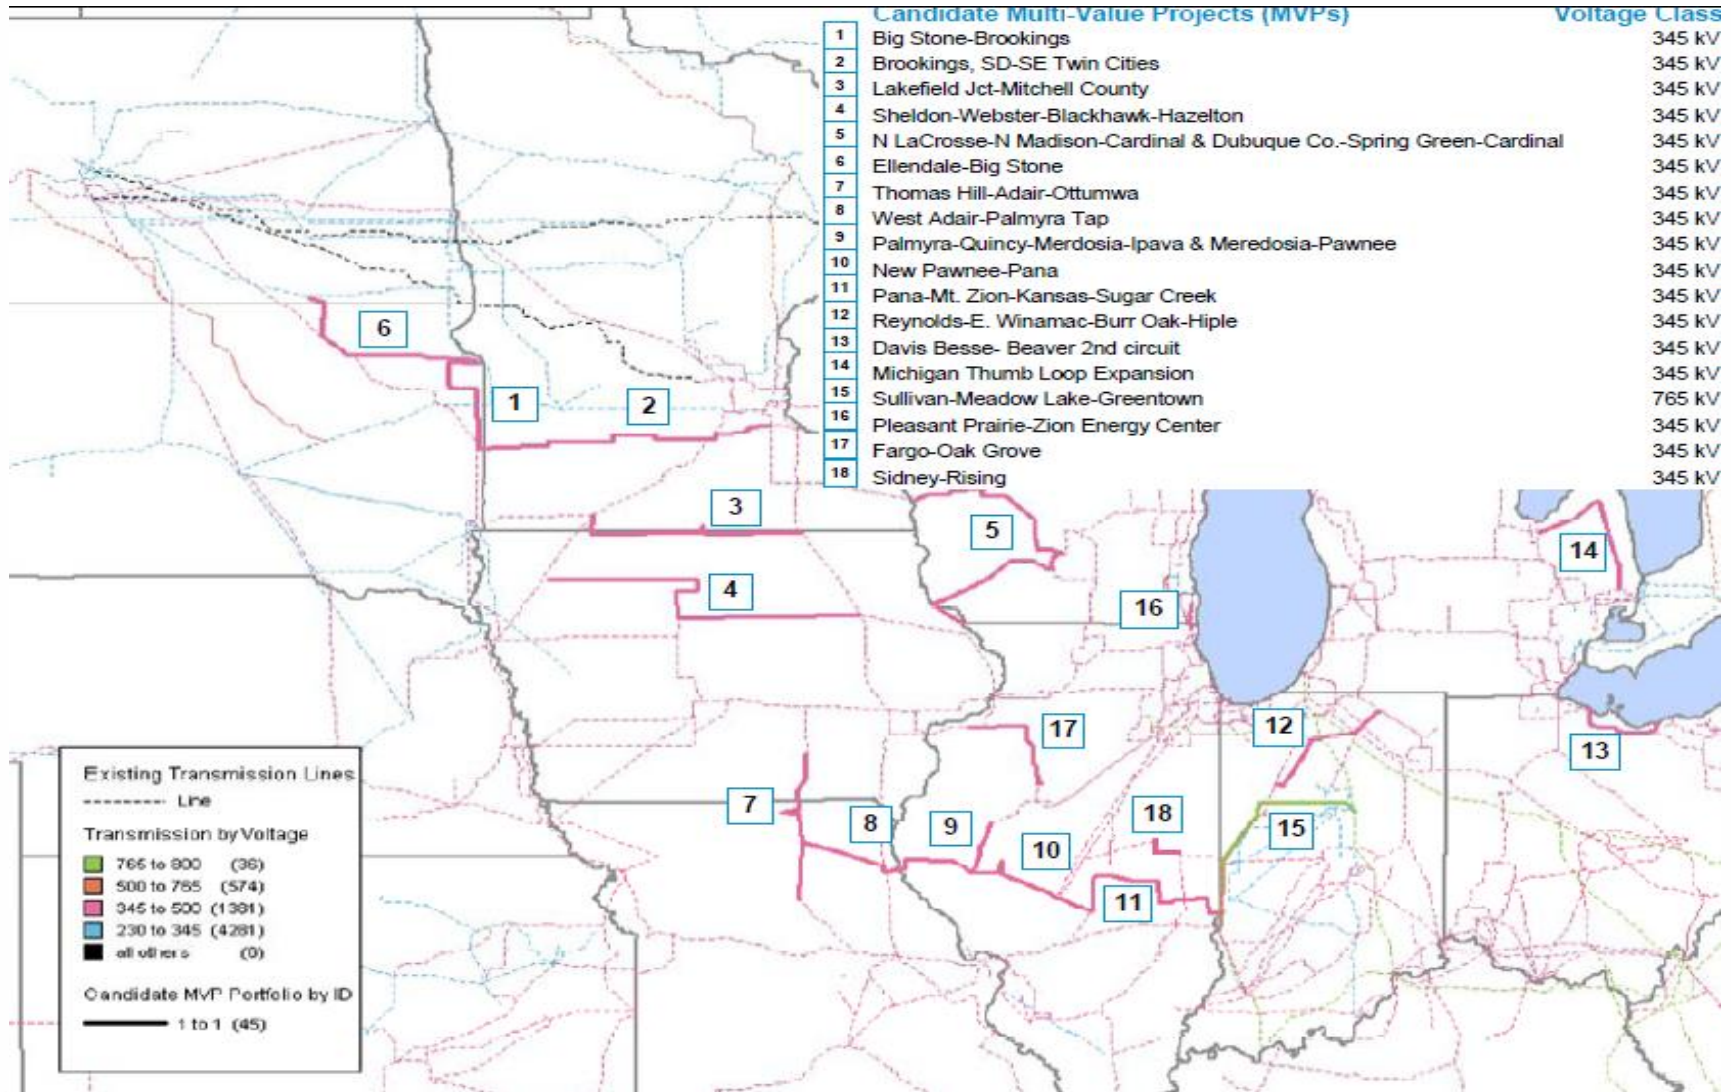 Candidate Multi-Value Projects (MVPs) Voltage Class
1 Big Stone-Brookings 345 kV
2 Brookings, SD-SE Twin Cities 345 kV
3 Lakefield Jct-Mitchell County 345 kV
4 Sheldon-Webster-Blackhawk-Hazelton 345 kV
5 N LaCrosse-N Madison-Cardinal & Dubuque Co.-Spring Green-Cardinal 345 kV
6 Ellendale-Big Stone 345 kV
7 Thomas Hill-Adair-Ottumwa 345 kV
8 West Adair-Palmyra Tap 345 kV
9 Palmyra-Quincy-Merdosia-Ipava & Meredosia-Pawnee 345 kV
10 New Pawnee-Pana 345 kV
11 Pana-Mt. Zion-Kansas-Sugar Creek 345 kV
12 Reynolds-E. Winamac-Burr Oak-Hiple 345 kV
13 Davis Besse- Beaver 2nd circuit 345 kV
14 Michigan Thumb Loop Expansion 345 kV
15 Sullivan-Meadow Lake-Greentown 765 kV
16 Pleasant Prairie-Zion Energy Center 345 kV
17 Fargo-Oak Grove 345 kV
18 Sidney-Rising 345 kV
6
1
2
3
5
14
4
16
17
12
13
7
8
9
18
15
10
11
Existing Transmission Lines
Line
Transmission by Voltage
765 to 800 (36)
500 to 765 (574)
345 to 500 (1381)
230 to 345 (4281)
all others (0)
Candidate MVP Portfolio by ID
1 to 1 (45)